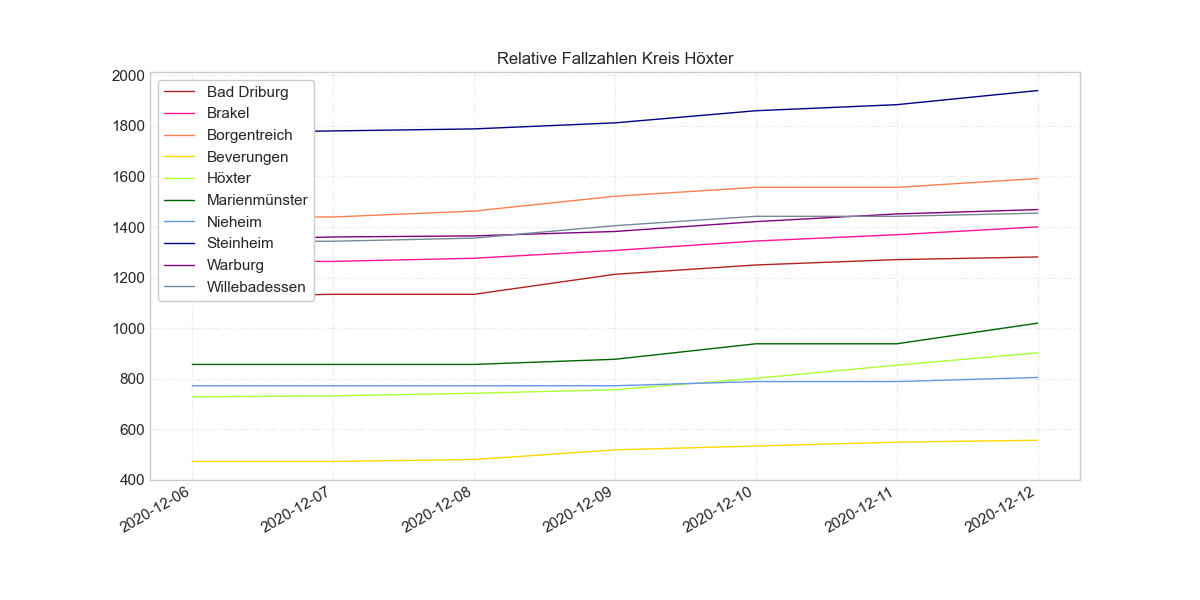 Relative Fallzahlen Kreis Höxter
2000
1800
1600
1400
1200
1000
800
600
400
Bad Driburg
Brakel
Borgentreich
Beverungen
Höxter
Marienmünster
Nieheim
Steinheim
Warburg
Willebadessen
2020-12-06
2020-12-07
2020-12-08
2020-12-09
2020-12-10
2020-12-11
2020-12-12